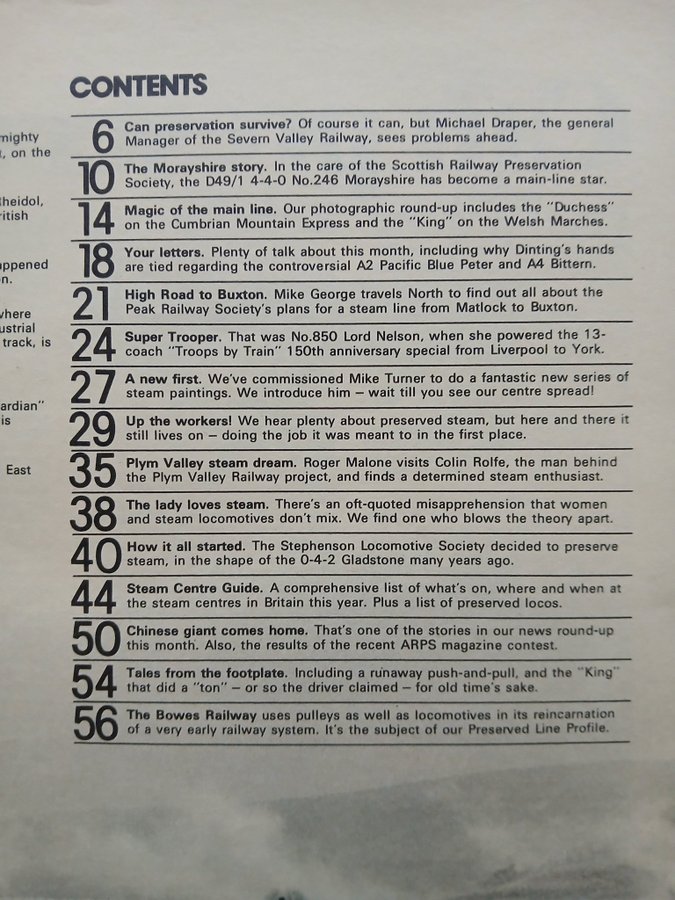 mighty
, on the
heidol,
ritish
appened
n.
where
ustrial
track, is
ardian"
is
East
CONTENTS
6 Can preservation survive? Of course it can, but Michael Draper, the general
Manager of the Severn Valley Railway, sees problems ahead.
10 The Morayshire story. In the care of the Scottish Railway Preservation
Society, the D49/1 4-4-0 No.246 Morayshire has become a main-line star.
14 Magic of the main line. Our photographic round-up includes the "Duchess"
on the Cumbrian Mountain Express and the "King" on the Welsh Marches.
18 Your letters. Plenty of talk about this month, including why Dinting's hands
are tied regarding the controversial A2 Pacific Blue Peter and A4 Bittern.
21 High Road to Buxton. Mike George travels North to find out all about the
Peak Railway Society's plans for a steam line from Matlock to Buxton.
24 Super Trooper. That was No.850 Lord Nelson, when she powered the 13-
coach "Troops by Train" 150th anniversary special from Liverpool to York.
27 A new first. We've commissioned Mike Turner to do a fantastic new series of
steam paintings. We introduce him – wait till you see our centre spread!
29 Up the workers! We hear plenty about preserved steam, but here and there it
still lives on – doing the job it was meant to in the first place.
35 Plym Valley steam dream. Roger Malone visits Colin Rolfe, the man behind
the Plym Valley Railway project, and finds a determined steam enthusiast.
38 The lady loves steam. There's an oft-quoted misapprehension that women
and steam locomotives don't mix. We find one who blows the theory apart.
40 How it all started. The Stephenson Locomotive Society decided to preserve
steam, in the shape of the 0-4-2 Gladstone many years ago.
44 Steam Centre Guide. A comprehensive list of what's on, where and when at
the steam centres in Britain this year. Plus a list of preserved locos.
50 Chinese giant comes home. That's one of the stories in our news round-up
this month. Also, the results of the recent ARPS magazine contest.
54 Tales from the footplate. Including a runaway push-and-pull, and the "King"
that did a "ton" – or so the driver claimed – for old time's sake.
56 The Bowes Railway uses pulleys as well as locomotives in its reincarnation
of a very early railway system. It's the subject of our Preserved Line Profile.